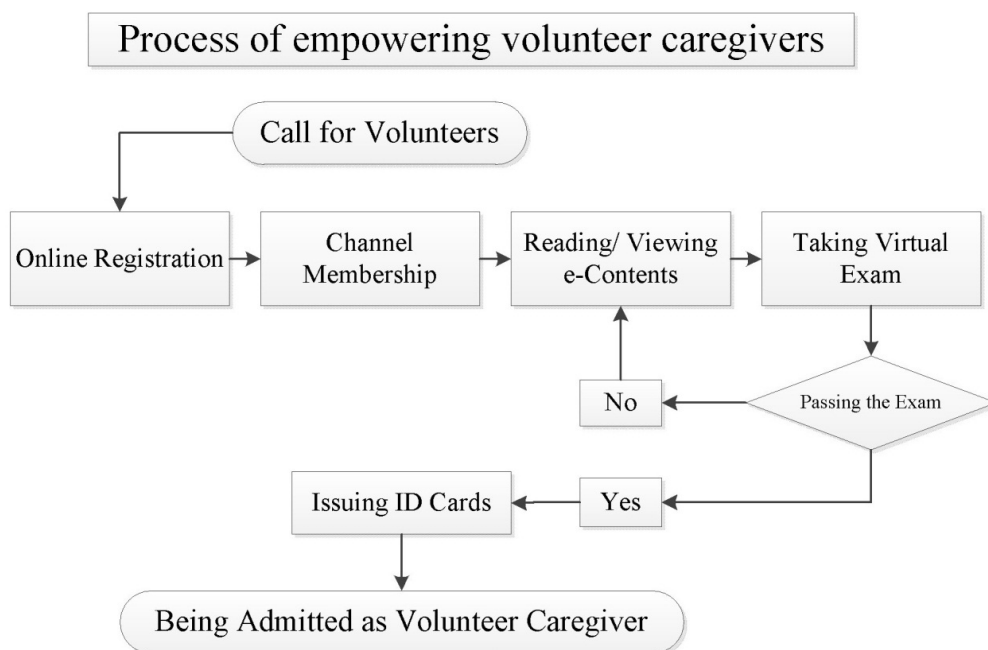 Process of empowering volunteer caregivers
Call for Volunteers
Online Registration
Channel
Membership
Reading/ Viewing
e-Contents
Taking Virtual
Exam
Passing the Exam
No
Yes
Issuing ID Cards
Being Admitted as Volunteer Caregiver